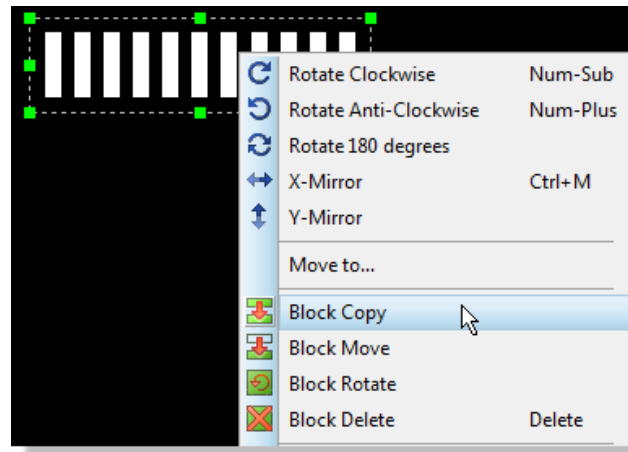 Rotate Clockwise Num-Sub
Rotate Anti-Clockwise Num-Plus
Rotate 180 degrees
X-Mirror Ctrl+M
Y-Mirror
Move to...
Block Copy
Block Move
Block Rotate
Block Delete Delete